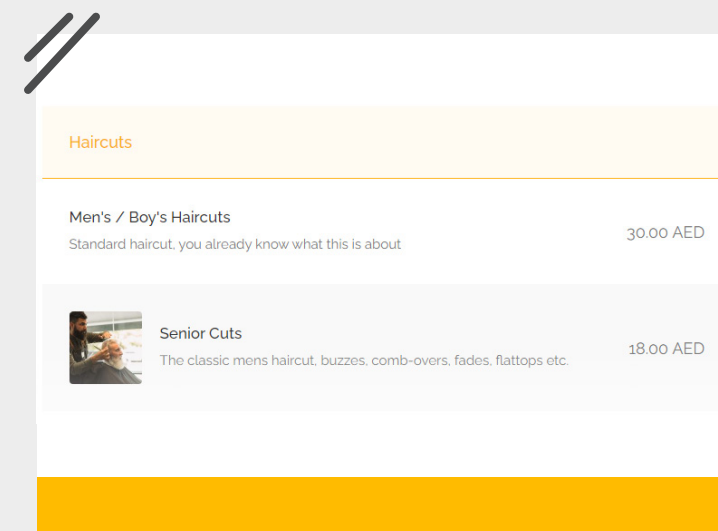 Haircuts
Men's / Boy's Haircuts
Standard haircut, you already know what this is about
30.00 AED
Senior Cuts
The classic mens haircut, buzzes, comb-overs, fades, flattops etc.
18.00 AED